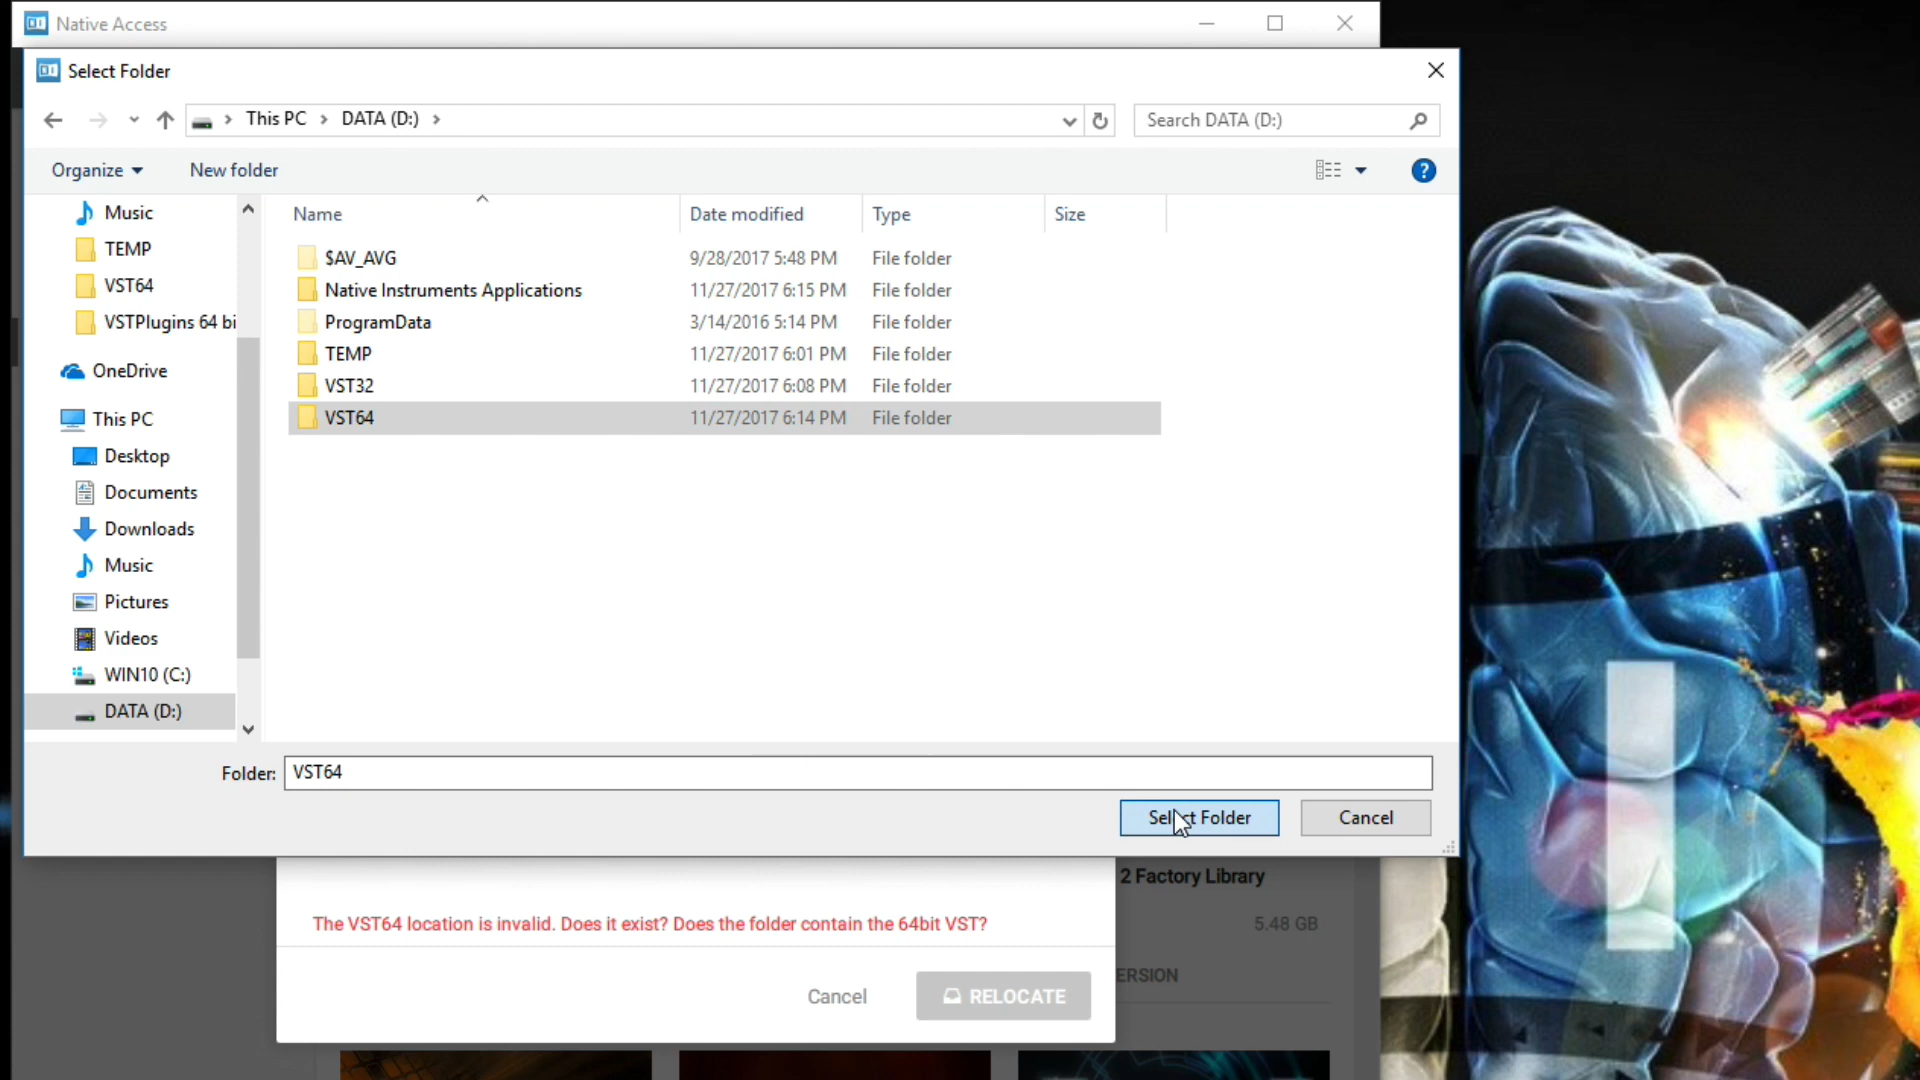 Native Access
Select Folder
This PC > DATA (D:) >
Search DATA (D:)
Organize
New folder
?
Music
TEMP
VST64
VSTPlugins 64 bi
OneDrive
This PC
Desktop
Documents
Downloads
Music
Pictures
Videos
WIN10 (C:)
DATA (D:)
Name Date modified Type Size
$AV_AVG 9/28/2017 5:48 PM File folder
Native Instruments Applications 11/27/2017 6:15 PM File folder
ProgramData 3/14/2016 5:14 PM File folder
TEMP 11/27/2017 6:01 PM File folder
VST32 11/27/2017 6:08 PM File folder
VST64 11/27/2017 6:14 PM File folder
Folder: VST64
Select Folder
Cancel
2 Factory Library
The VST64 location is invalid. Does it exist? Does the folder contain the 64bit VST?
5.48 GB
ERSION
Cancel
RELOCATE